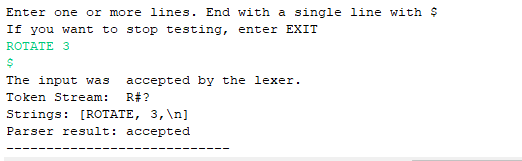 Enter one or more lines. End with a single line with $
If you want to stop testing, enter EXIT
ROTATE 3
$
The input was  accepted by the lexer.
Token Stream:  R#?
Strings: [ROTATE, 3,\n]
Parser result: accepted
----------------------------